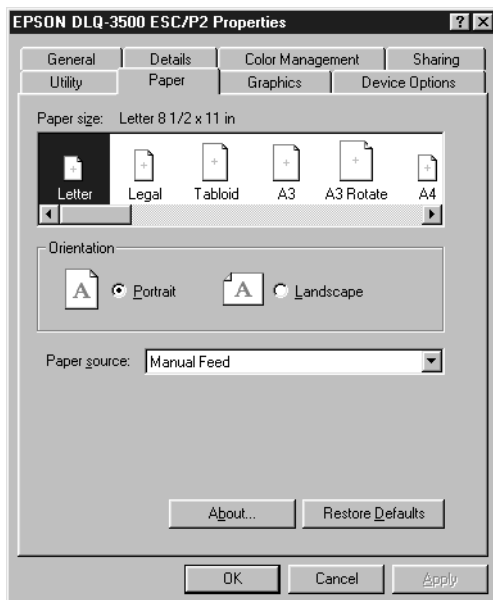 EPSON DLQ-3500 ESC/P2 Properties
General Details Color Management Sharing
Utility Paper Graphics Device Options
Paper size: Letter 8 1/2 x 11 in
Letter Legal Tabloid A3 A3 Rotate A4
Orientation
A Portrait A Landscape
Paper source: Manual Feed
About... Restore Defaults
OK Cancel Apply